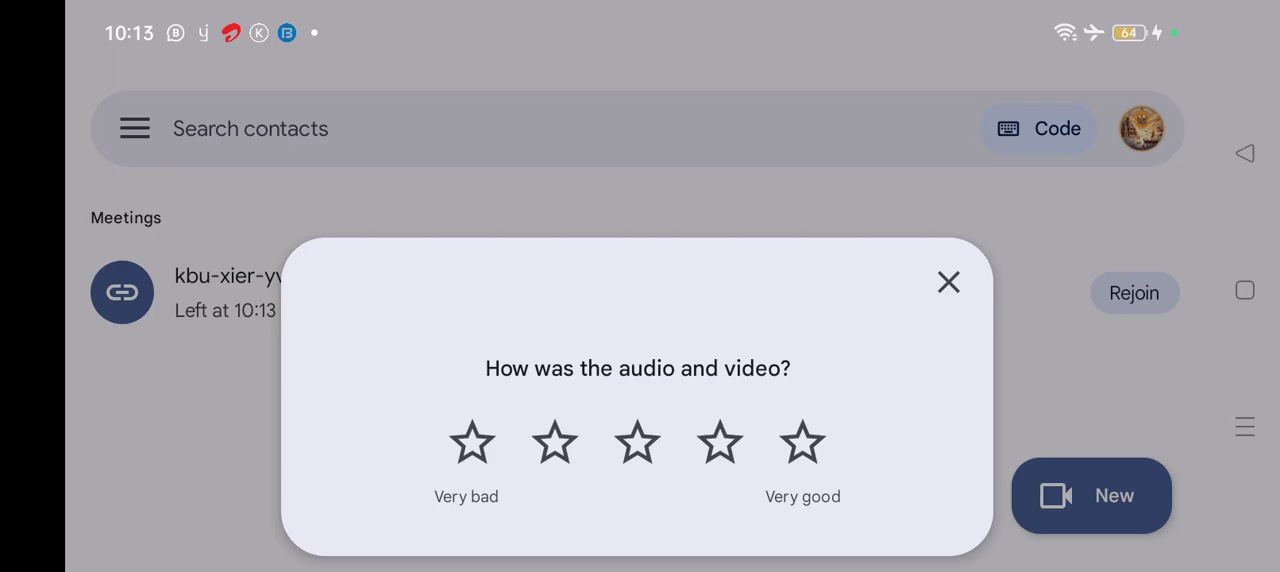 10:13
64
Search contacts
Code
Meetings
kbu-xier-
Left at 10:13
Rejoin
How was the audio and video?
Very bad
Very good
New